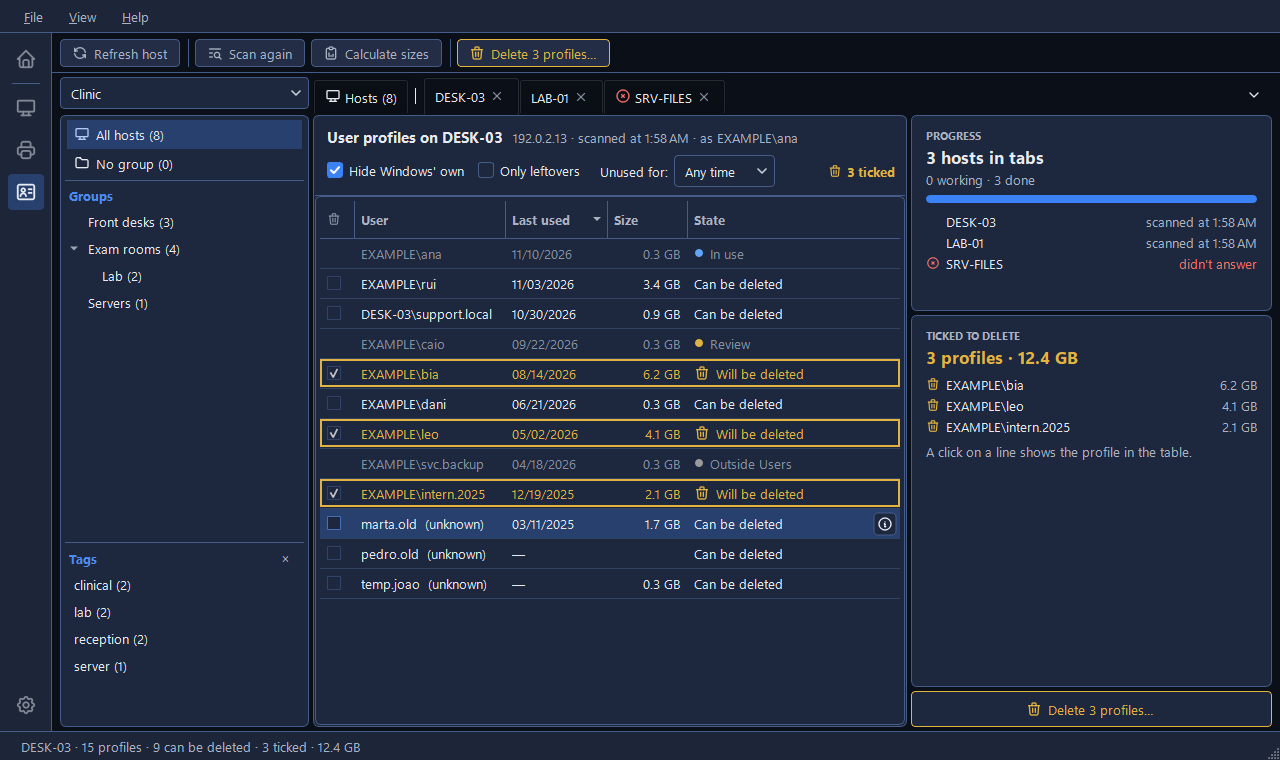 File View Help
Refresh host Scan again Calculate sizes Delete 3 profiles...
Clinic
Hosts (8) DESK-03 LAB-01 SRV-FILES
All hosts (8)
No group (0)
Groups
Front desks (3)
Exam rooms (4)
Lab (2)
Servers (1)
Tags ×
clinical (2)
lab (2)
reception (2)
server (1)
User profiles on DESK-03 192.0.2.13 · scanned at 1:58 AM · as EXAMPLE\ana
Hide Windows' own Only leftovers Unused for: Any time 3 ticked
User Last used Size State
EXAMPLE\ana 11/10/2026 0.3 GB In use
EXAMPLE\rui 11/03/2026 3.4 GB Can be deleted
DESK-03\support.local 10/30/2026 0.9 GB Can be deleted
EXAMPLE\caio 09/22/2026 0.3 GB Review
EXAMPLE\bia 08/14/2026 6.2 GB Will be deleted
EXAMPLE\dani 06/21/2026 0.3 GB Can be deleted
EXAMPLE\leo 05/02/2026 4.1 GB Will be deleted
EXAMPLE\svc.backup 04/18/2026 0.3 GB Outside Users
EXAMPLE\intern.2025 12/19/2025 2.1 GB Will be deleted
marta.old (unknown) 03/11/2025 1.7 GB Can be deleted
pedro.old (unknown) — Can be deleted
temp.joao (unknown) — 0.3 GB Can be deleted
PROGRESS
3 hosts in tabs
0 working · 3 done
DESK-03 scanned at 1:58 AM
LAB-01 scanned at 1:58 AM
SRV-FILES didn't answer
TICKED TO DELETE
3 profiles · 12.4 GB
EXAMPLE\bia 6.2 GB
EXAMPLE\leo 4.1 GB
EXAMPLE\intern.2025 2.1 GB
A click on a line shows the profile in the table.
Delete 3 profiles...
DESK-03 · 15 profiles · 9 can be deleted · 3 ticked · 12.4 GB